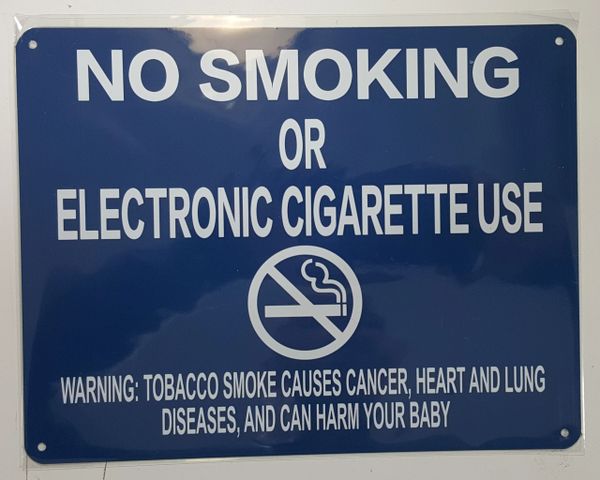 NO SMOKING
OR
ELECTRONIC CIGARETTE USE
WARNING: TOBACCO SMOKE CAUSES CANCER, HEART AND LUNG
DISEASES, AND CAN HARM YOUR BABY